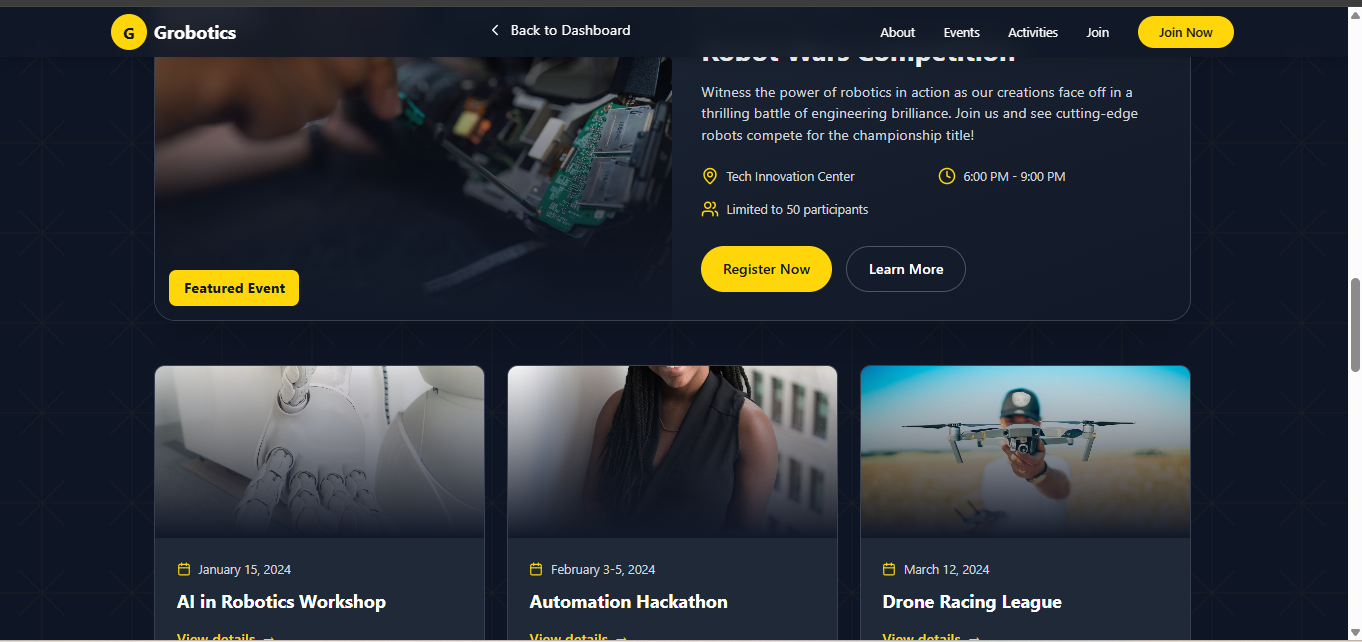 G Grobotics
Back to Dashboard
About Events Activities Join Join Now
Robot Wars Competition
Witness the power of robotics in action as our creations face off in a
thrilling battle of engineering brilliance. Join us and see cutting-edge
robots compete for the championship title!
Tech Innovation Center
6:00 PM - 9:00 PM
Limited to 50 participants
Register Now
Learn More
Featured Event
January 15, 2024
AI in Robotics Workshop
View details →
February 3-5, 2024
Automation Hackathon
View details →
March 12, 2024
Drone Racing League
View details →